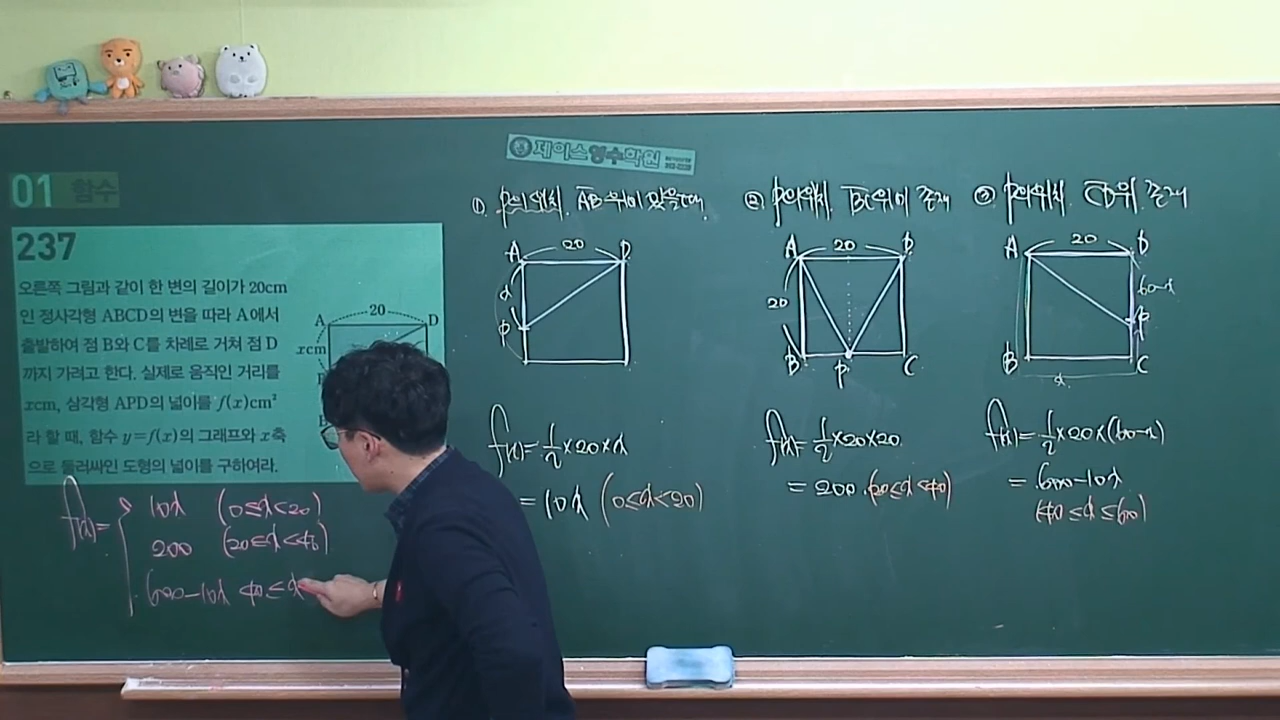 제이스영수학원
01 함수
237
오른쪽 그림과 같이 한 변의 길이가 20cm
인 정사각형 ABCD의 변을 따라 A에서
출발하여 점 B와 C를 차례로 거쳐 점 D
까지 가려고 한다. 실제로 움직인 거리를
xcm, 삼각형 APD의 넓이를 f(x)cm²
라 할 때, 함수 y=f(x)의 그래프와 x축
으로 둘러싸인 도형의 넓이를 구하여라.
A 20 D
xcm
f(x)=
10x (0≤x<20)
200 (20≤x<40)
600-10x (40≤x
① P의 위치, AB 위에 있을때,
A 20 D
x
P
f(x)=1/2×20×x
=10x (0≤x<20)
② P의위치, BC위에 존재
A 20 D
20
B P C
f(x)=1/2×20×20
=200. (20≤x<40)
③ P의위치, CD위 존재
A 20 D
60-x
P
B C
x
f(x)=1/2×20×(60-x)
=600-10x
(40≤x≤60)